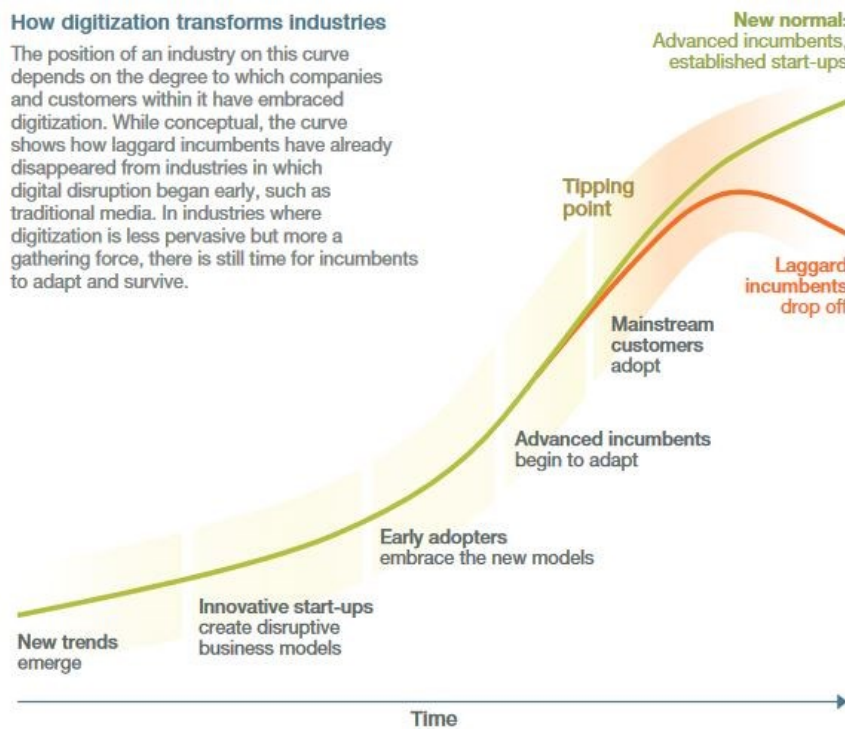 How digitization transforms industries
The position of an industry on this curve
depends on the degree to which companies
and customers within it have embraced
digitization. While conceptual, the curve
shows how laggard incumbents have already
disappeared from industries in which
digital disruption began early, such as
traditional media. In industries where
digitization is less pervasive but more a
gathering force, there is still time for incumbents
to adapt and survive.
New normal:
Advanced incumbents,
established start-ups
Tipping
point
Laggard
incumbents
drop off
Mainstream
customers
adopt
Advanced incumbents
begin to adapt
Early adopters
embrace the new models
Innovative start-ups
create disruptive
business models
New trends
emerge
Time